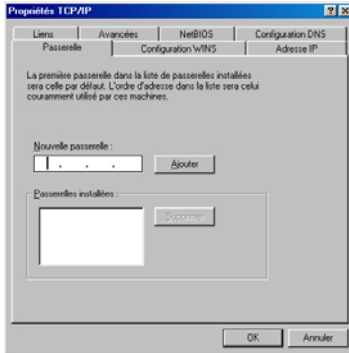 Propriétés TCP/IP
Liens Avancées NetBIOS Configuration DNS
Passerelle Configuration WINS Adresse IP
La première passerelle dans la liste de passerelles installées
sera celle par défaut. L'ordre d'adresse dans la liste sera celui
couramment utilisé par ces machines.
Nouvelle passerelle :
. . . Ajouter
Passerelles installées :
Supprimer
OK Annuler